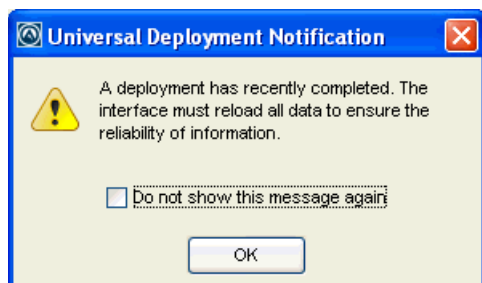 Universal Deployment Notification
A deployment has recently completed. The
interface must reload all data to ensure the
reliability of information.
Do not show this message again
OK